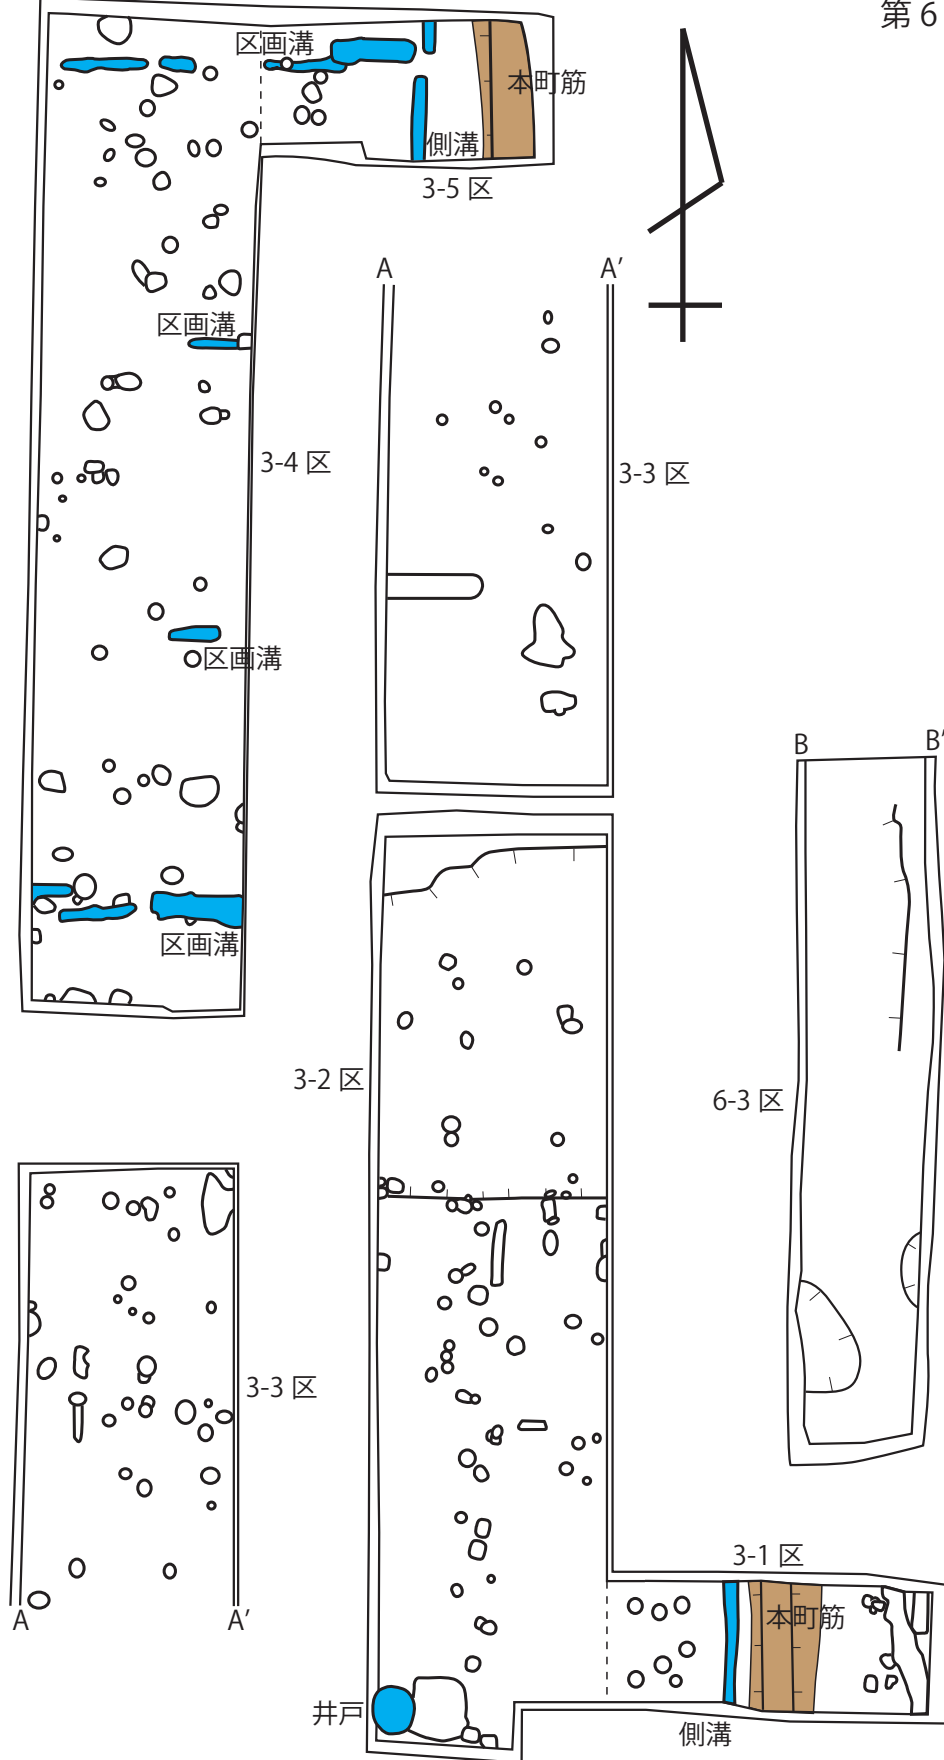 第 6
区画溝
本町筋
側溝
3-5 区
A
A′
区画溝
3-4 区
3-3 区
区画溝
B
B′
区画溝
3-2 区
6-3 区
3-3 区
A
A′
3-1 区
本町筋
井戸
側溝